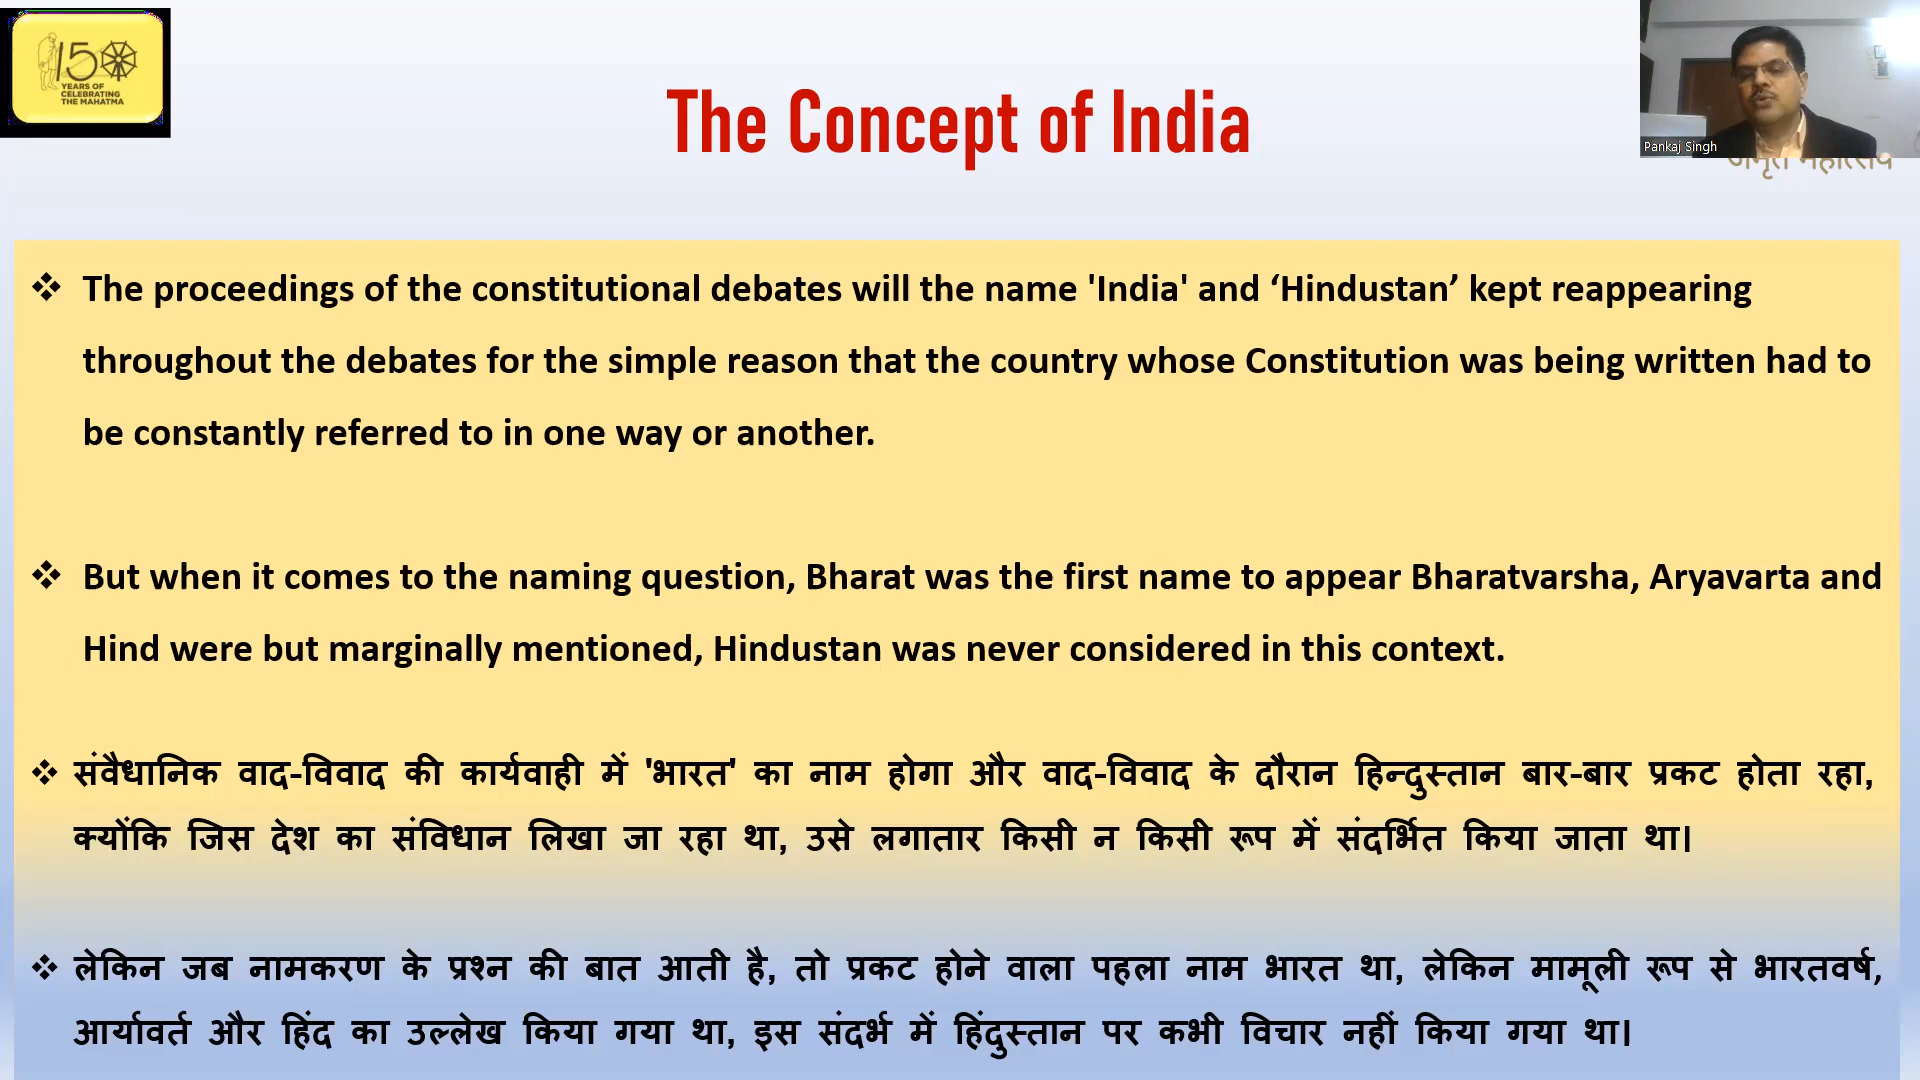 150
YEARS OF
CELEBRATING
THE MAHATMA
The Concept of India
Pankaj Singh
❖ The proceedings of the constitutional debates will the name 'India' and ‘Hindustan’ kept reappearing
throughout the debates for the simple reason that the country whose Constitution was being written had to
be constantly referred to in one way or another.
❖ But when it comes to the naming question, Bharat was the first name to appear Bharatvarsha, Aryavarta and
Hind were but marginally mentioned, Hindustan was never considered in this context.
❖ संवैधानिक वाद-विवाद की कार्यवाही में 'भारत' का नाम होगा और वाद-विवाद के दौरान हिन्दुस्तान बार-बार प्रकट होता रहा,
क्योंकि जिस देश का संविधान लिखा जा रहा था, उसे लगातार किसी न किसी रूप में संदर्भित किया जाता था।
❖ लेकिन जब नामकरण के प्रश्न की बात आती है, तो प्रकट होने वाला पहला नाम भारत था, लेकिन मामूली रूप से भारतवर्ष,
आर्यावर्त और हिंद का उल्लेख किया गया था, इस संदर्भ में हिंदुस्तान पर कभी विचार नहीं किया गया था।